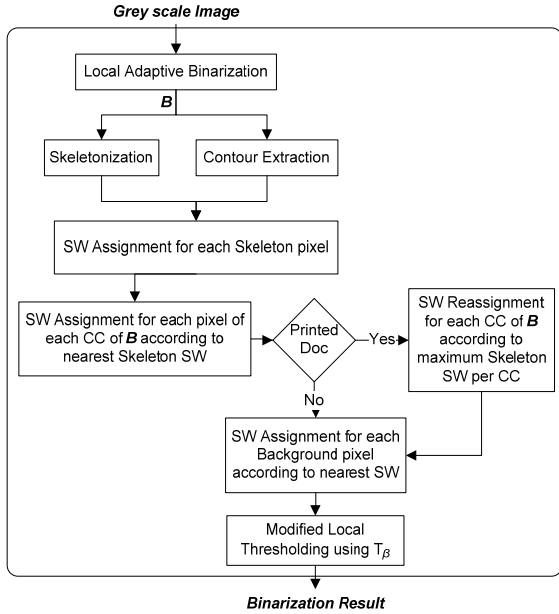 Grey scale Image
Local Adaptive Binarization
B
Skeletonization
Contour Extraction
SW Assignment for each Skeleton pixel
SW Assignment for each pixel of
each CC of B according to
nearest Skeleton SW
Printed
Doc
Yes
SW Reassignment
for each CC of B
according to
maximum Skeleton
SW per CC
No
SW Assignment for each
Background pixel
according to nearest SW
Modified Local
Thresholding using Tβ
Binarization Result